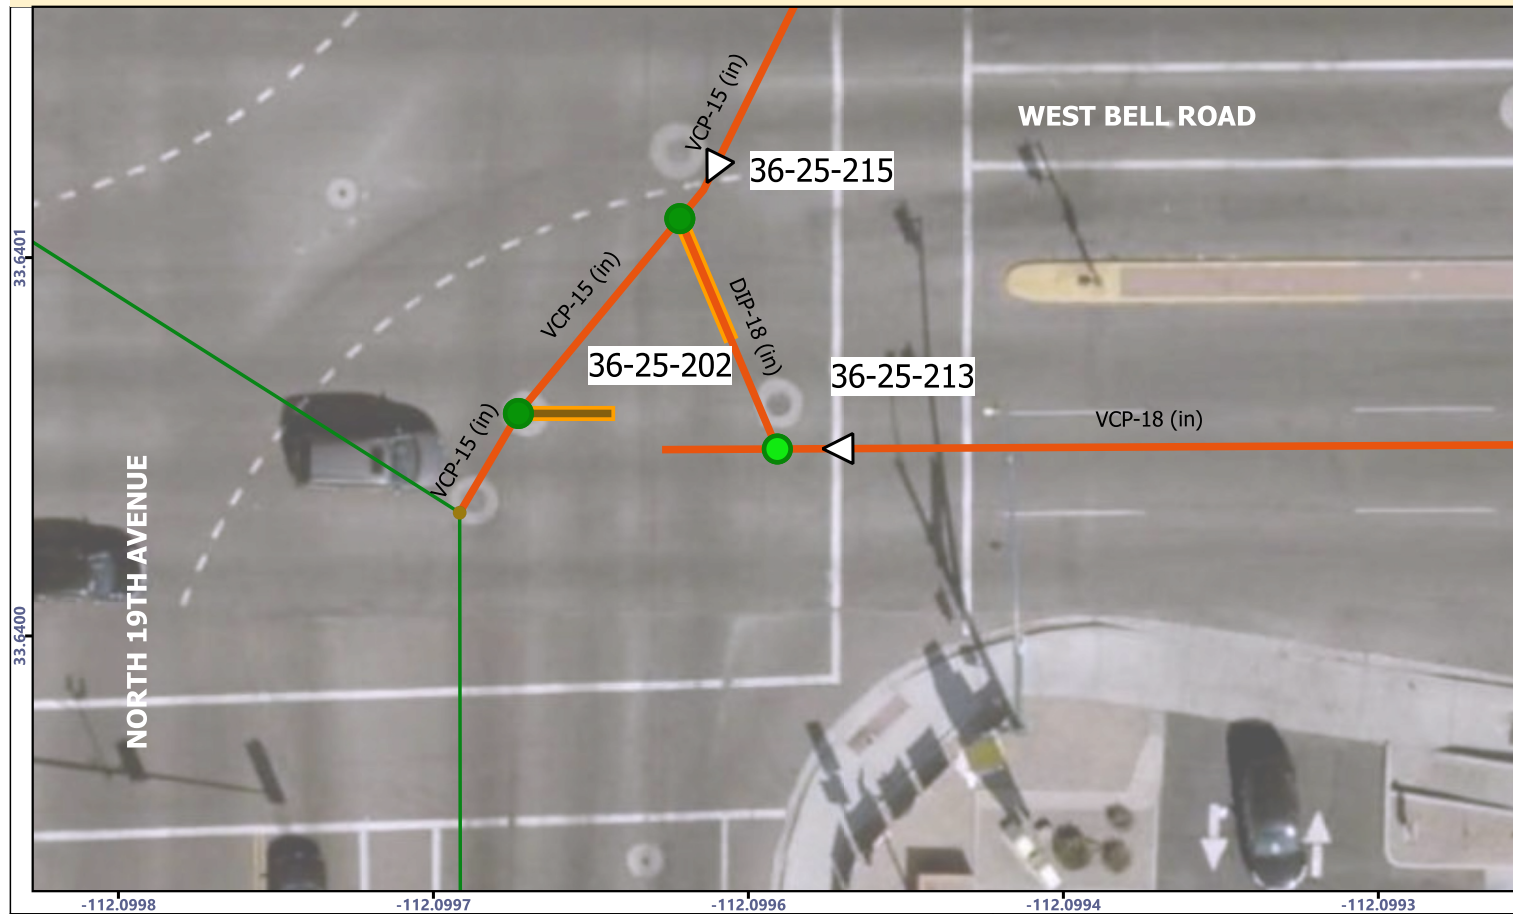 VCP-15 (in)
WEST BELL ROAD
36-25-215
33.6401
VCP-15 (in)
DIP-18 (in)
36-25-202
36-25-213
VCP-15 (in)
VCP-18 (in)
NORTH 19TH AVENUE
33.6400
-112.0998
-112.0997
-112.0996
-112.0994
-112.0993